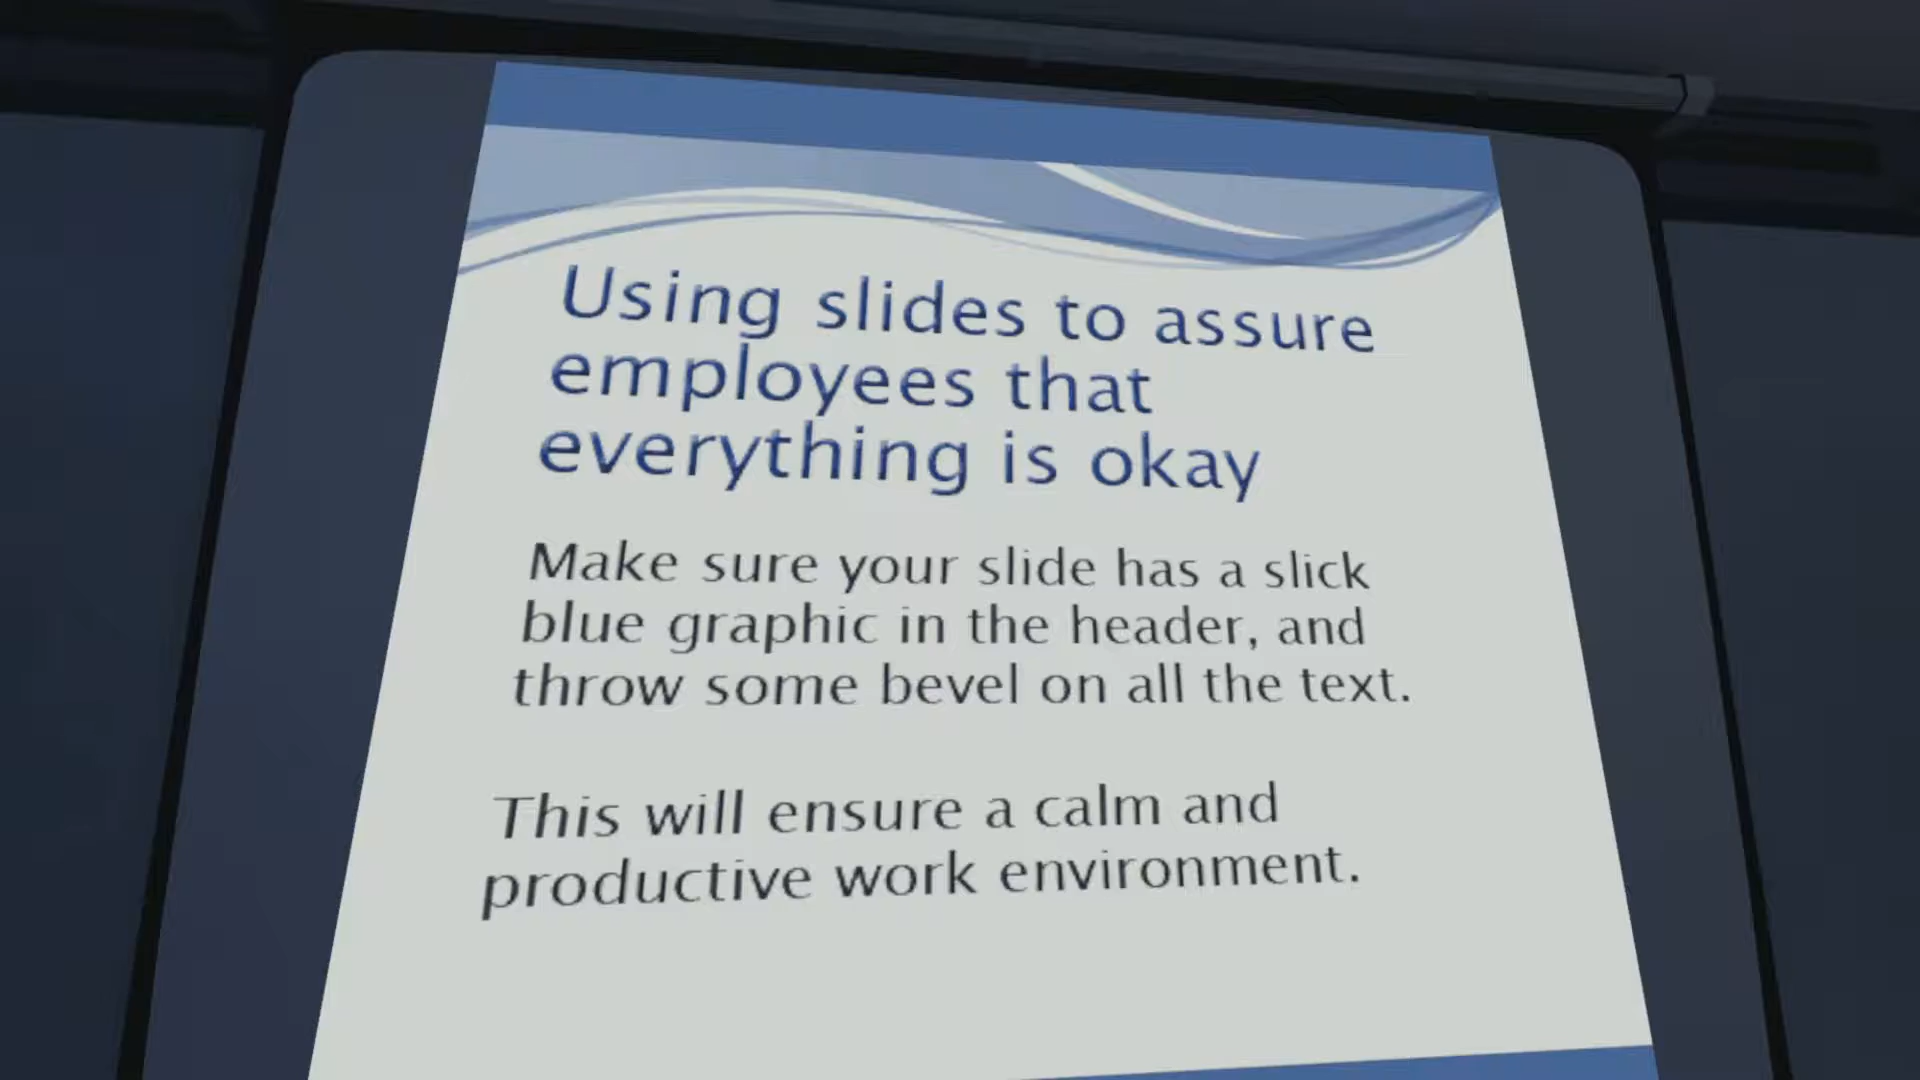 Using slides to assure
employees that
everything is okay
Make sure your slide has a slick
blue graphic in the header, and
throw some bevel on all the text.
This will ensure a calm and
productive work environment.